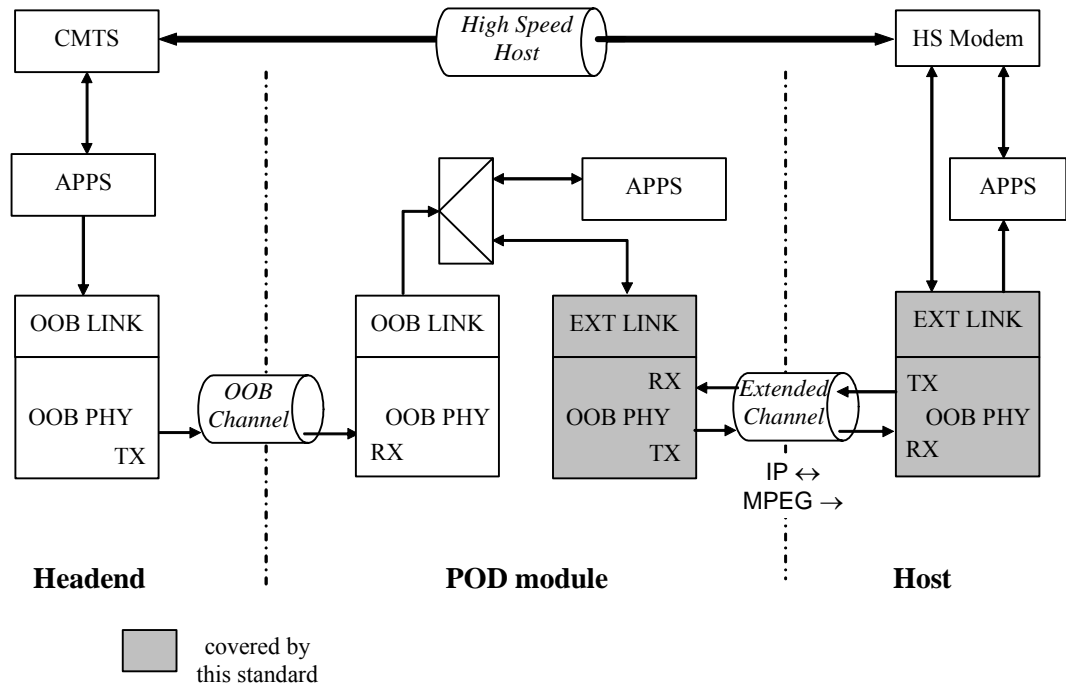 High Speed
Host
CMTS
HS Modem
APPS
APPS
APPS
OOB LINK
OOB PHY
TX
OOB
Channel
OOB LINK
OOB PHY
RX
EXT LINK
RX
OOB PHY
TX
Extended
Channel
IP ↔
MPEG →
EXT LINK
TX
OOB PHY
RX
Headend
POD module
Host
covered by
this standard